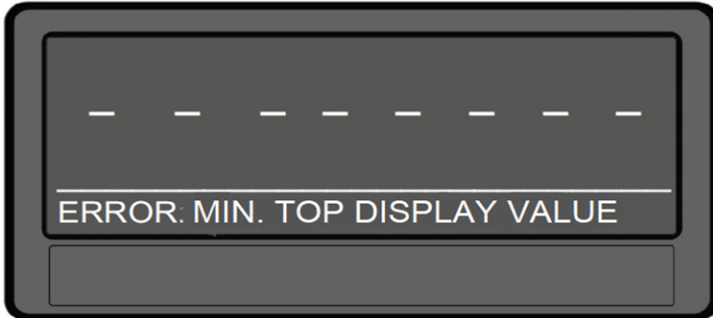 – – – – – – – –
ERROR: MIN. TOP DISPLAY VALUE